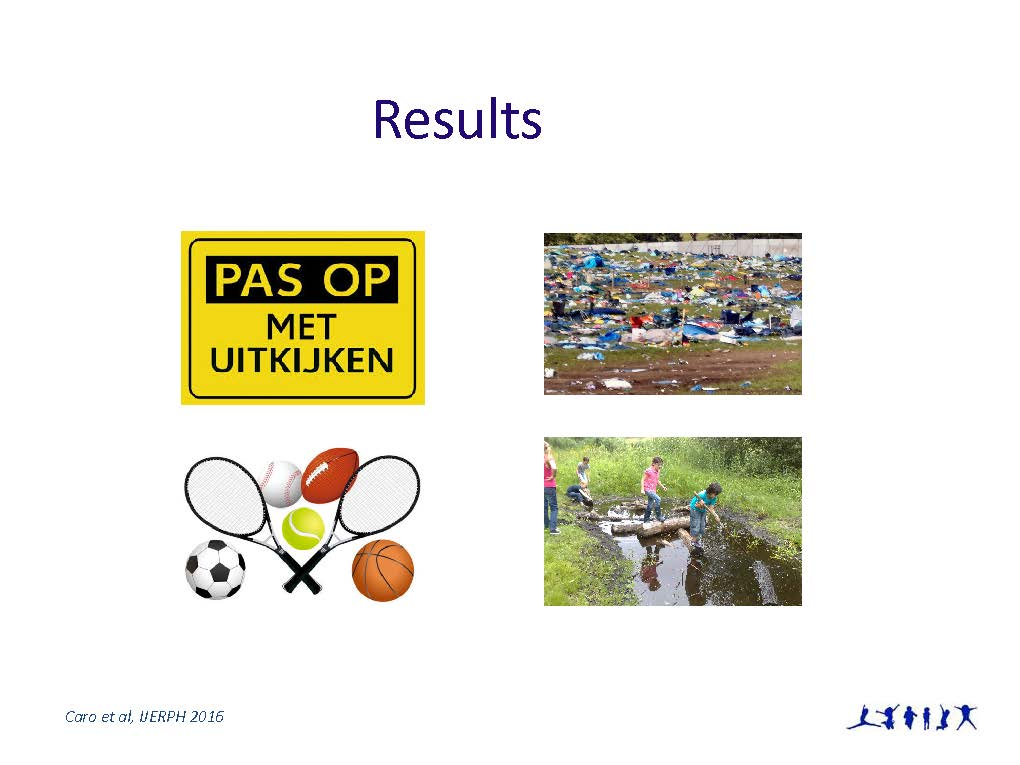 Results
PAS OP
MET
UITKIJKEN
Caro et al, IJERPH 2016